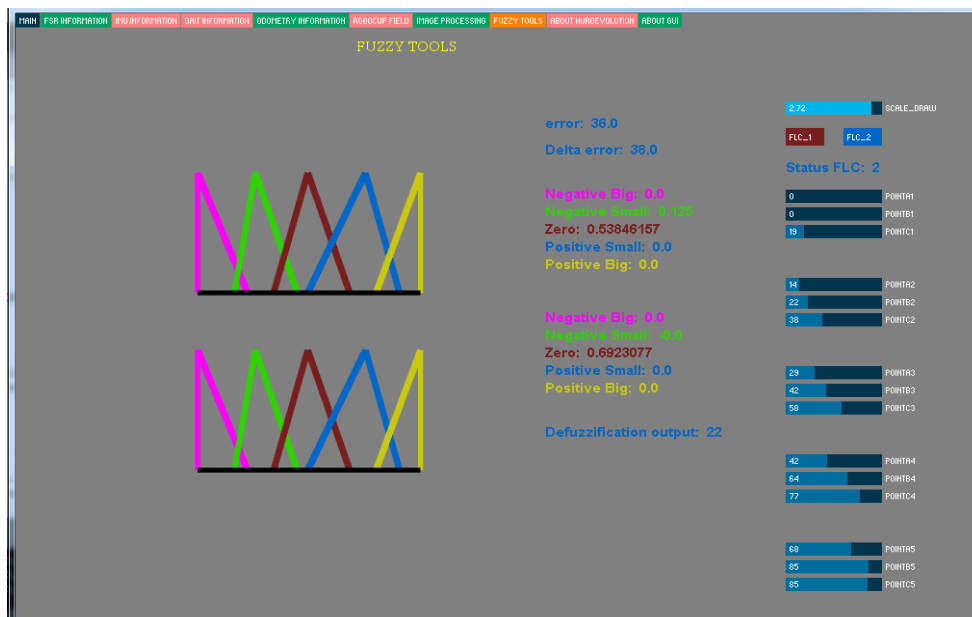 MAIN FSR INFORMATION IMU INFORMATION GAIT INFORMATION ODOMETRY INFORMATION ROBOCUP FIELD IMAGE PROCESSING FUZZY TOOLS ABOUT HUROEVOLUTION ABOUT GUI
FUZZY TOOLS
error: 36.0
Delta error: 38.0
Negative Big: 0.0
Negative Small: 0.125
Zero: 0.53846157
Positive Small: 0.0
Positive Big: 0.0
Negative Big: 0.0
Negative Small: -0.0
Zero: 0.6923077
Positive Small: 0.0
Positive Big: 0.0
Defuzzification output: 22
2.72 SCALE_DRAW
FLC_1 FLC_2
Status FLC: 2
0 POINTA1
0 POINTB1
19 POINTC1
14 POINTA2
22 POINTB2
38 POINTC2
29 POINTA3
42 POINTB3
58 POINTC3
42 POINTA4
64 POINTB4
77 POINTC4
68 POINTA5
85 POINTB5
85 POINTC5